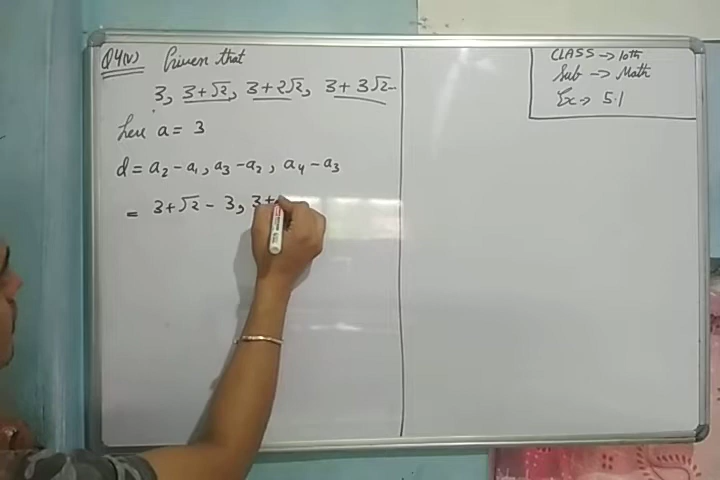 Q4(v) Given that
3, 3+√2, 3+2√2, 3+3√2-
here a = 3
d = a₂ - a₁, a₃ - a₂, a₄ - a₃
= 3+√2 - 3, 3+
CLASS → 10th
Sub → Math
Ex → 5.1